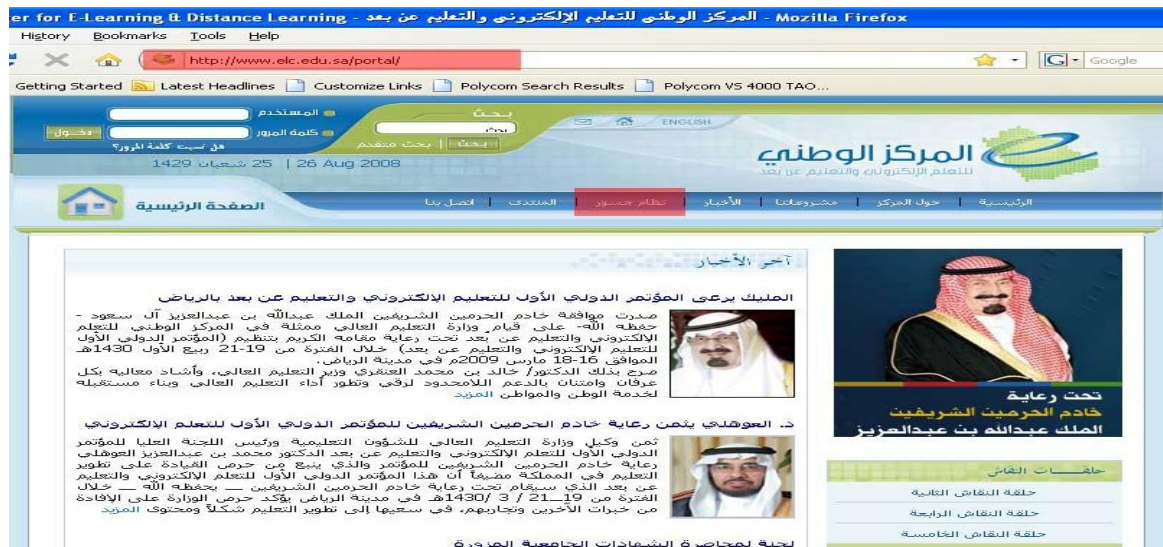 er for E-Learning & Distance Learning - المركز الوطني للتعليم الإلكتروني والتعليم عن بعد - Mozilla Firefox
History Bookmarks Tools Help
http://www.elc.edu.sa/portal/
Google
Getting Started Latest Headlines Customize Links Polycom Search Results Polycom VS 4000 TAO...
المستخدم
كلمة المرور
دخـــول
هل نسيت كلمة المرور؟
بـحـث
بحث
بحث | بحث متقدم
ENGLISH
25 شعبان 1429 | 26 Aug 2008
المركز الوطني
للتعلم الإلكتروني والتعليم عن بعد
الرئيسية | حول المركز | مشروعاتنا | الأخبار | نظام جسور | المنتدى | اتصل بنا
الصفحة الرئيسية
آخر الأخبار
المليك يرعى المؤتمر الدولي الأول للتعليم الإلكتروني والتعليم عن بعد بالرياض
صدرت موافقة خادم الحرمين الشريفين الملك عبدالله بن عبدالعزيز آل سعود -
حفظه الله- على قيام وزارة التعليم العالي ممثلة في المركز الوطني للتعلم
الإلكتروني والتعليم عن بعد تحت رعاية مقامه الكريم بتنظيم (المؤتمر الدولي الأول
للتعليم الإلكتروني والتعليم عن بعد) خلال الفترة من 19-21 ربيع الأول 1430هـ
الموافق 16-18 مارس 2009م في مدينة الرياض.
صرح بذلك الدكتور/ خالد بن محمد العنقري وزير التعليم العالي، وأشاد معاليه بكل
عرفان وامتنان بالدعم اللامحدود لرقي وتطور أداء التعليم العالي وبناء مستقبله
لخدمة الوطن والمواطن المزيد
د. العوهلي يثمن رعاية خادم الحرمين الشريفين للمؤتمر الدولي الأول للتعلم الإلكتروني
ثمن وكيل وزارة التعليم العالي للشؤون التعليمية ورئيس اللجنة العليا للمؤتمر
الدولي الأول للتعلم الإلكتروني والتعليم عن بعد الدكتور محمد بن عبدالعزيز العوهلي
رعاية خادم الحرمين الشريفين للمؤتمر والذي ينبع من حرص القيادة على تطوير
التعليم في المملكة مضيفاً أن هذا المؤتمر الدولي الأول للتعلم الإلكتروني والتعليم
عن بعد الذي سيقام تحت رعاية خادم الحرمين الشريفين __ يحفظه الله __ خلال
الفترة من 19__21 / 3 /1430هـ في مدينة الرياض يؤكد حرص الوزارة على الإفادة
من خبرات الآخرين وتجاربهم، في سعيها إلى تطوير التعليم شكلاً ومحتوى المزيد
لجنة لمحاصرة الشهادات الجامعية المزورة
تحت رعاية
خادم الحرمين الشريفين
الملك عبدالله بن عبدالعزيز
حلقـــات النقاش
حلقة النقاش الثانية
حلقة النقاش الرابعة
حلقة النقاش الخامسة